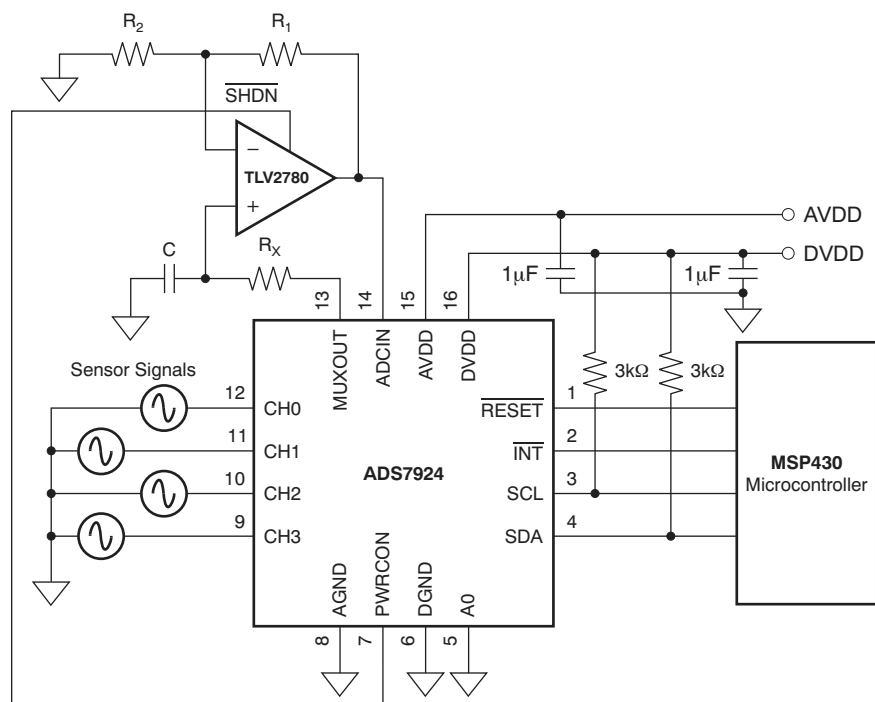 R2
R1
SHDN
TLV2780
−
+
C
RX
AVDD
DVDD
1μF
1μF
13
14
15
16
MUXOUT
ADCIN
AVDD
DVDD
3kΩ
3kΩ
Sensor Signals
12
CH0
11
CH1
10
CH2
9
CH3
ADS7924
RESET
1
INT
2
SCL
3
SDA
4
MSP430
Microcontroller
AGND
PWRCON
DGND
A0
8
7
6
5